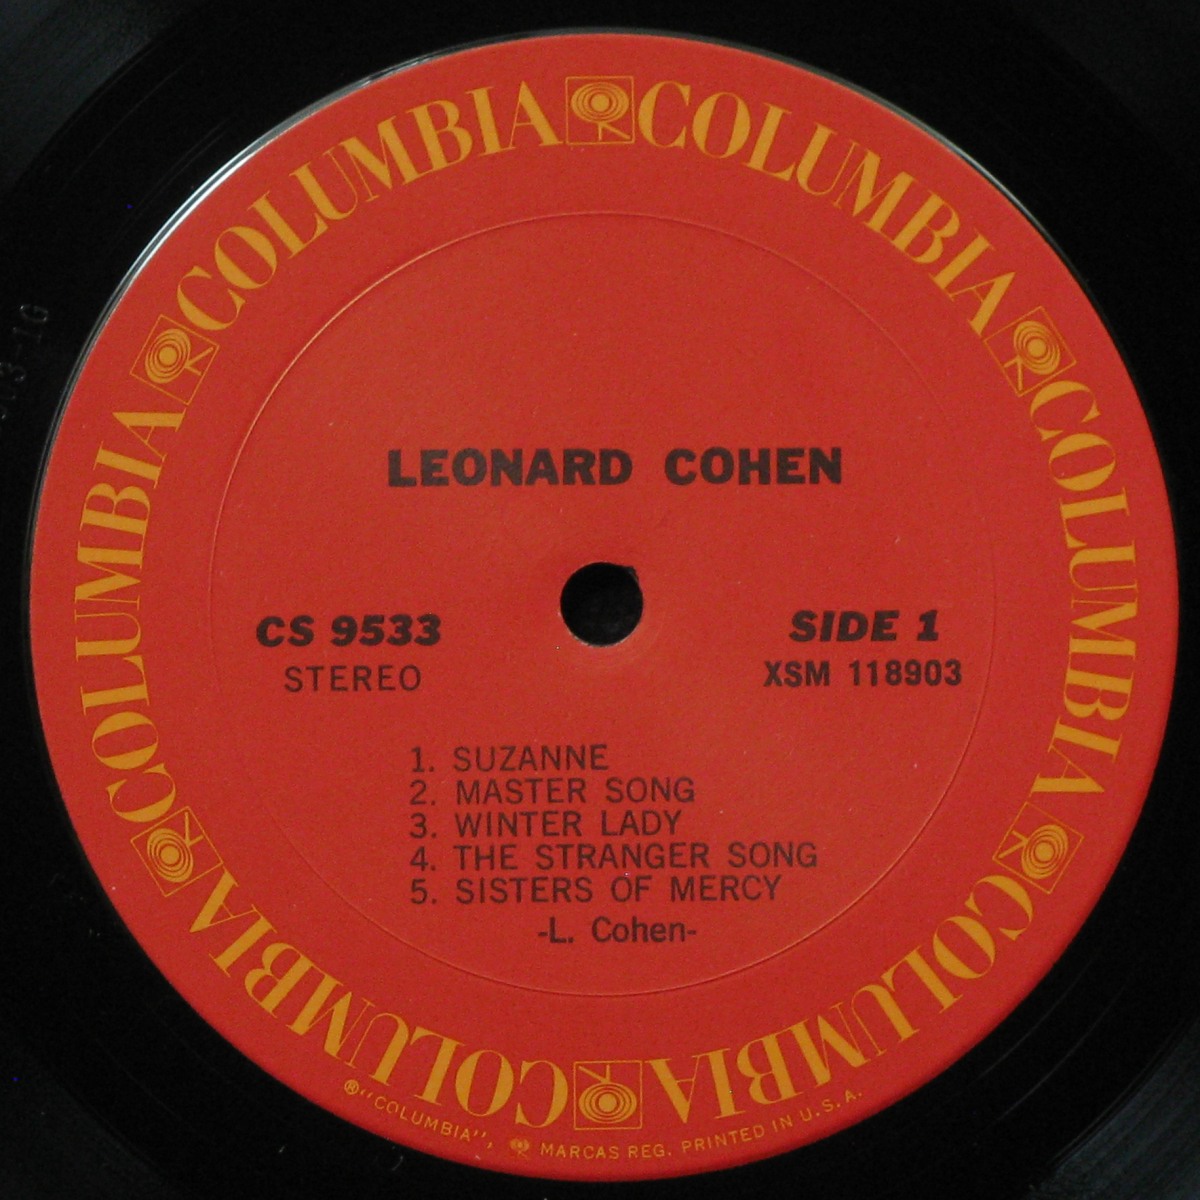 COLUMBIA COLUMBIA COLUMBIA COLUMBIA COLUMBIA COLUMBIA
LEONARD COHEN
CS 9533
STEREO
SIDE 1
XSM 118903
1. SUZANNE
2. MASTER SONG
3. WINTER LADY
4. THE STRANGER SONG
5. SISTERS OF MERCY
-L. Cohen-
®"COLUMBIA", MARCAS REG. PRINTED IN U.S.A.